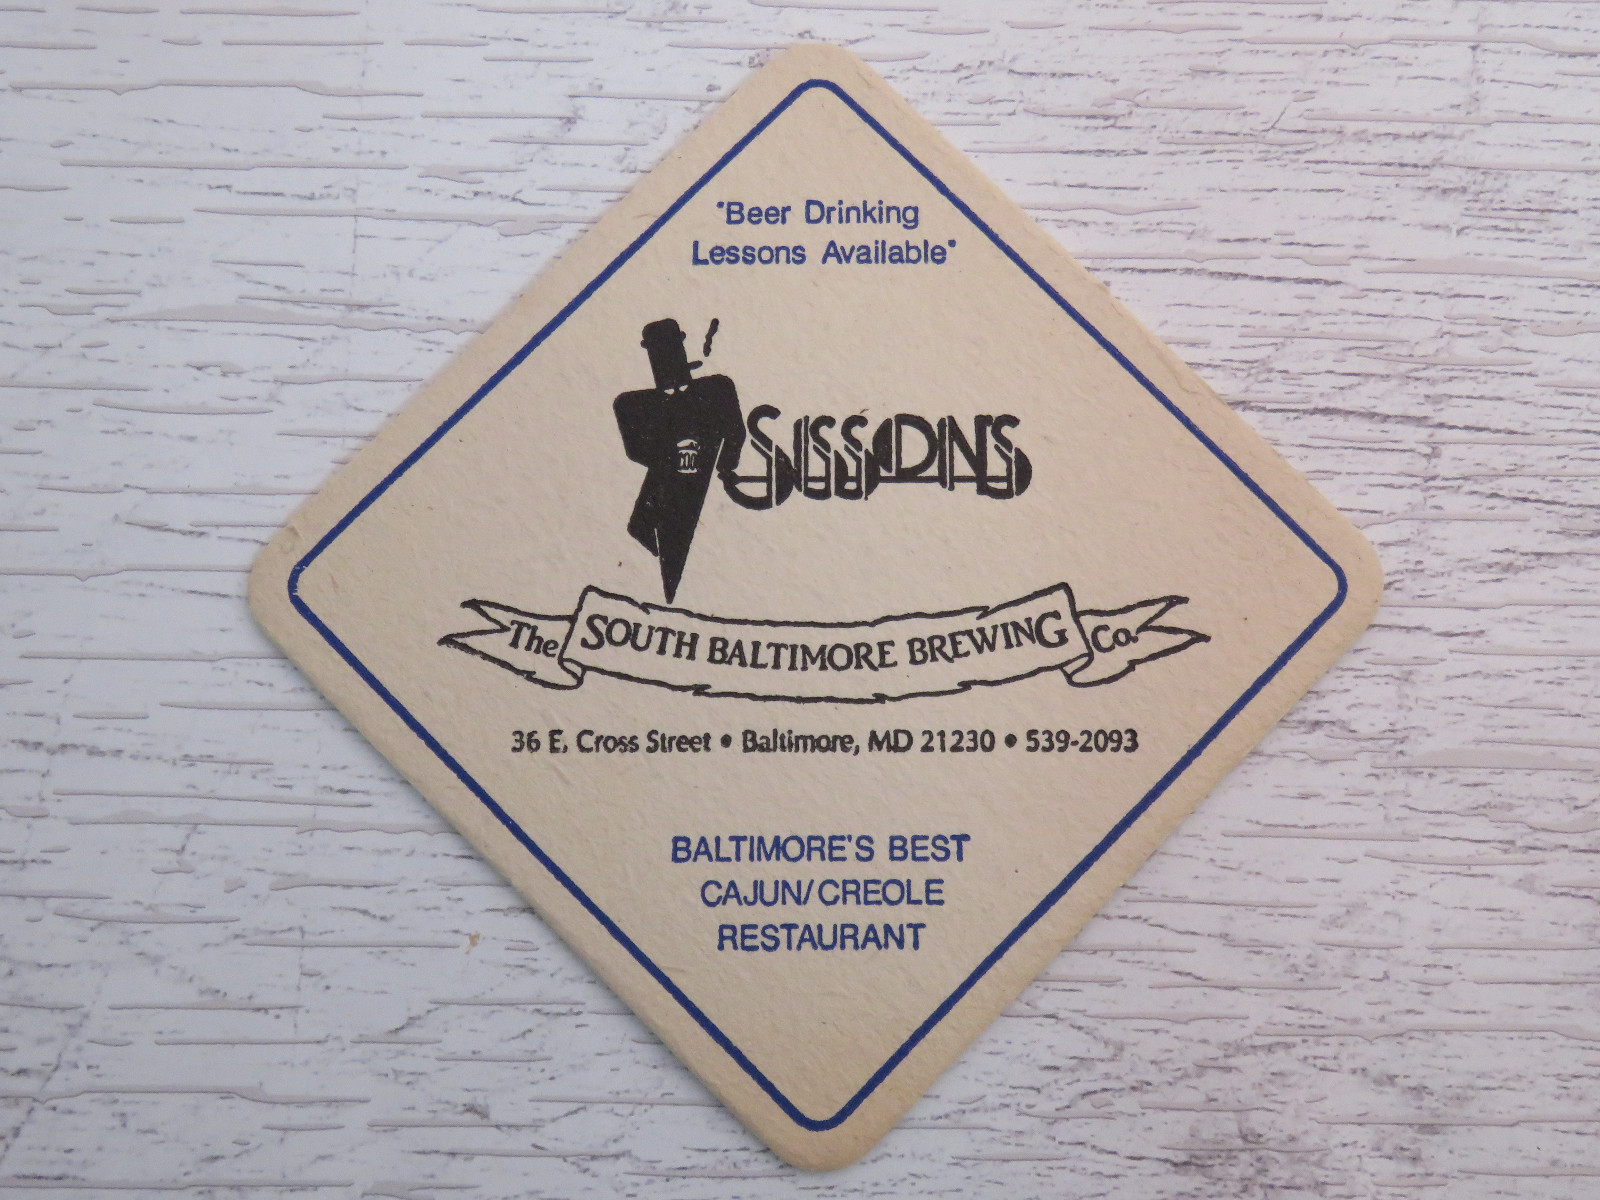 "Beer Drinking
Lessons Available"
SISSON'S
The SOUTH BALTIMORE BREWING Co.
36 E. Cross Street • Baltimore, MD 21230 • 539-2093
BALTIMORE'S BEST
CAJUN/CREOLE
RESTAURANT